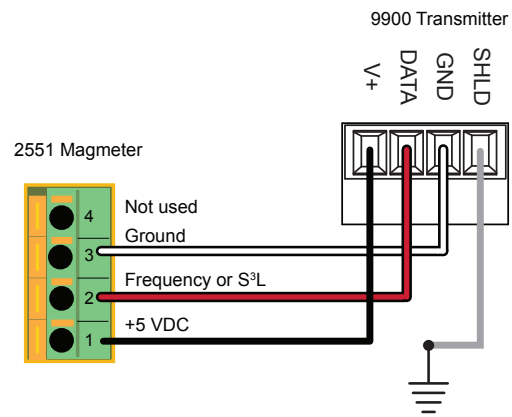 9900 Transmitter
V+
DATA
GND
SHLD
2551 Magmeter
4 Not used
3 Ground
2 Frequency or S³L
1 +5 VDC